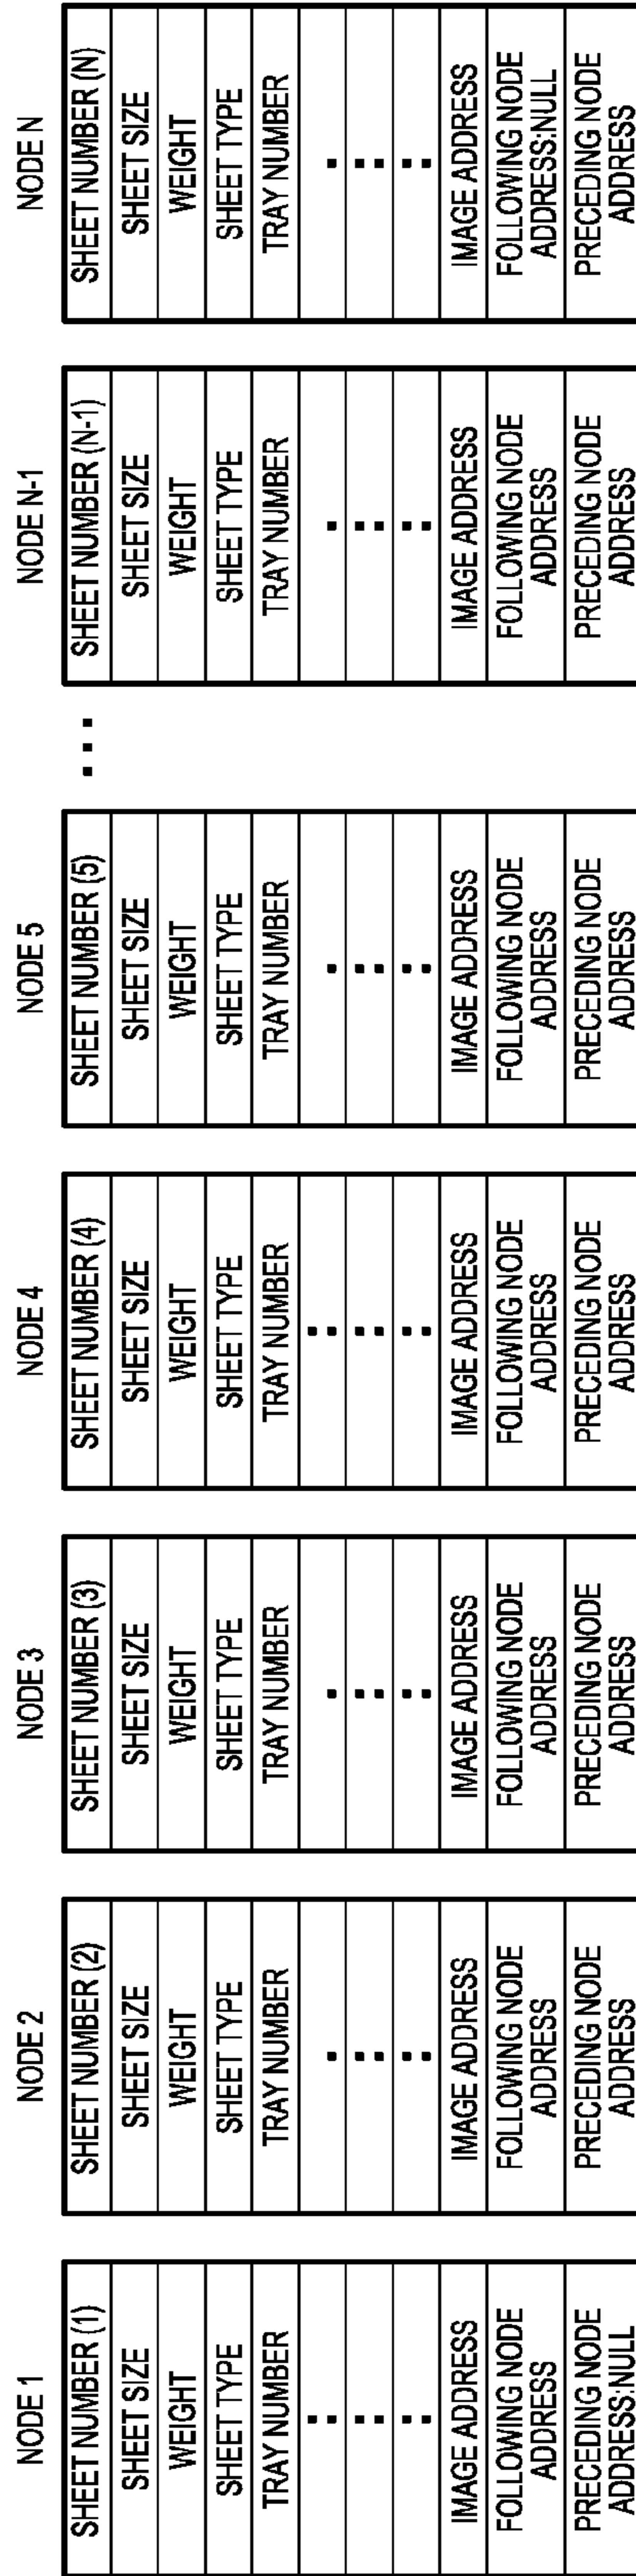 NODE 1
SHEET NUMBER (1)
SHEET SIZE
WEIGHT
SHEET TYPE
TRAY NUMBER
⋮
IMAGE ADDRESS
FOLLOWING NODE
ADDRESS
PRECEDING NODE
ADDRESS:NULL
NODE 2
SHEET NUMBER (2)
SHEET SIZE
WEIGHT
SHEET TYPE
TRAY NUMBER
⋮
IMAGE ADDRESS
FOLLOWING NODE
ADDRESS
PRECEDING NODE
ADDRESS
NODE 3
SHEET NUMBER (3)
SHEET SIZE
WEIGHT
SHEET TYPE
TRAY NUMBER
⋮
IMAGE ADDRESS
FOLLOWING NODE
ADDRESS
PRECEDING NODE
ADDRESS
NODE 4
SHEET NUMBER (4)
SHEET SIZE
WEIGHT
SHEET TYPE
TRAY NUMBER
⋮
IMAGE ADDRESS
FOLLOWING NODE
ADDRESS
PRECEDING NODE
ADDRESS
NODE 5
SHEET NUMBER (5)
SHEET SIZE
WEIGHT
SHEET TYPE
TRAY NUMBER
⋮
IMAGE ADDRESS
FOLLOWING NODE
ADDRESS
PRECEDING NODE
ADDRESS
...
NODE N-1
SHEET NUMBER (N-1)
SHEET SIZE
WEIGHT
SHEET TYPE
TRAY NUMBER
⋮
IMAGE ADDRESS
FOLLOWING NODE
ADDRESS
PRECEDING NODE
ADDRESS
NODE N
SHEET NUMBER (N)
SHEET SIZE
WEIGHT
SHEET TYPE
TRAY NUMBER
⋮
IMAGE ADDRESS
FOLLOWING NODE
ADDRESS:NULL
PRECEDING NODE
ADDRESS